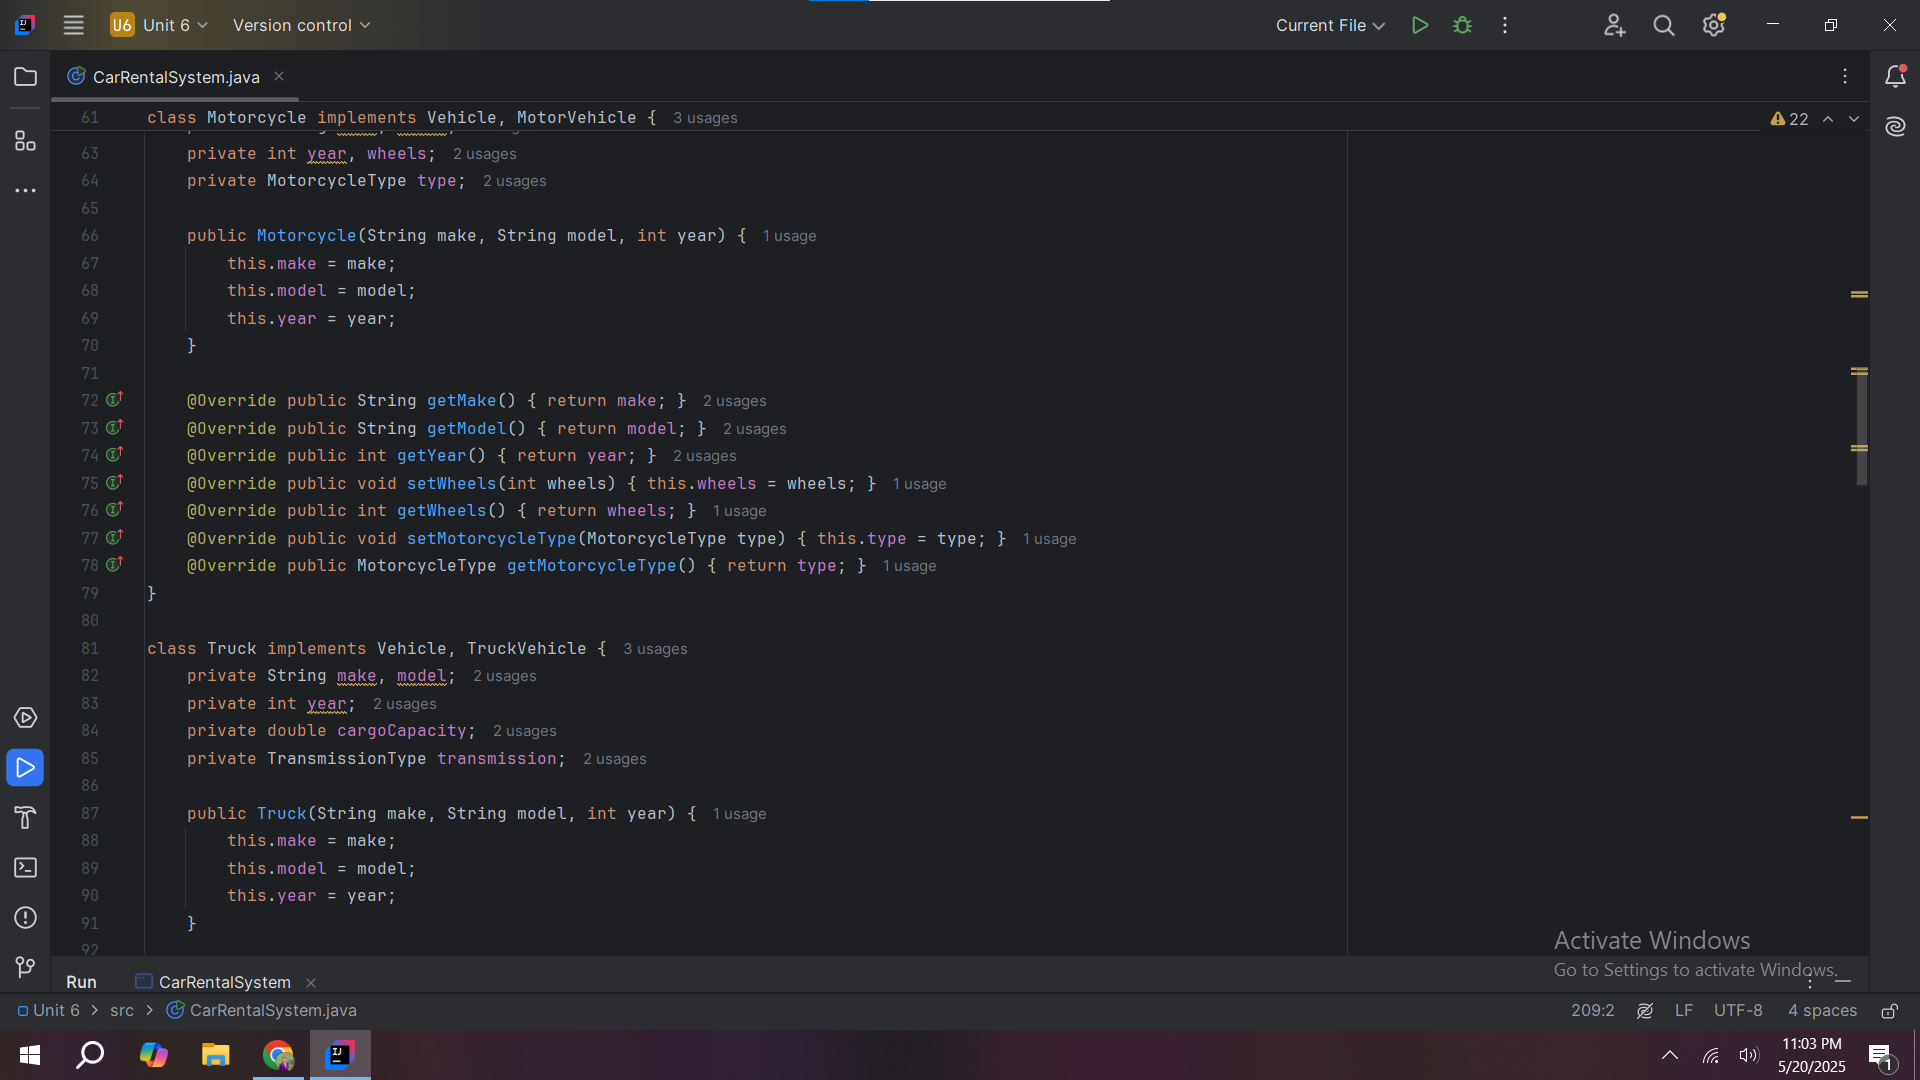 U6 Unit 6 Version control Current File
CarRentalSystem.java
61 class Motorcycle implements Vehicle, MotorVehicle { 3 usages 22
63 private int year, wheels; 2 usages
64 private MotorcycleType type; 2 usages
65
66 public Motorcycle(String make, String model, int year) { 1 usage
67 this.make = make;
68 this.model = model;
69 this.year = year;
70 }
71
72 @Override public String getMake() { return make; } 2 usages
73 @Override public String getModel() { return model; } 2 usages
74 @Override public int getYear() { return year; } 2 usages
75 @Override public void setWheels(int wheels) { this.wheels = wheels; } 1 usage
76 @Override public int getWheels() { return wheels; } 1 usage
77 @Override public void setMotorcycleType(MotorcycleType type) { this.type = type; } 1 usage
78 @Override public MotorcycleType getMotorcycleType() { return type; } 1 usage
79 }
80
81 class Truck implements Vehicle, TruckVehicle { 3 usages
82 private String make, model; 2 usages
83 private int year; 2 usages
84 private double cargoCapacity; 2 usages
85 private TransmissionType transmission; 2 usages
86
87 public Truck(String make, String model, int year) { 1 usage
88 this.make = make;
89 this.model = model;
90 this.year = year;
91 }
92
Activate Windows
Go to Settings to activate Windows.
Run CarRentalSystem
Unit 6 > src > CarRentalSystem.java 209:2 LF UTF-8 4 spaces
11:03 PM
5/20/2025
1